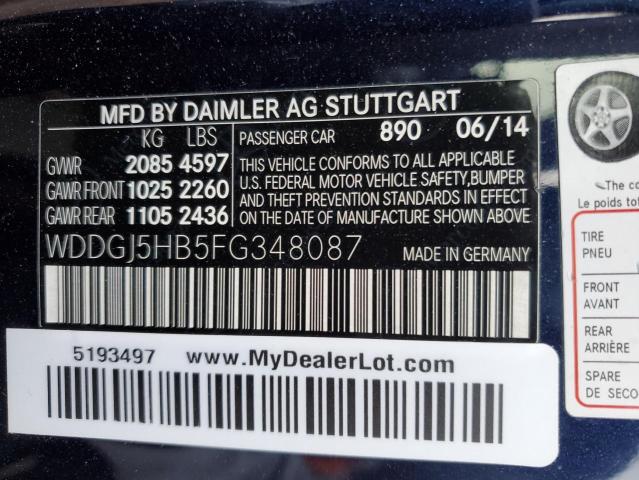 MFD BY DAIMLER AG STUTTGART
KG LBS
GVWR 2085 4597
GAWR FRONT 1025 2260
GAWR REAR 1105 2436
PASSENGER CAR 890 06/14
THIS VEHICLE CONFORMS TO ALL APPLICABLE
U.S. FEDERAL MOTOR VEHICLE SAFETY,BUMPER
AND THEFT PREVENTION STANDARDS IN EFFECT
ON THE DATE OF MANUFACTURE SHOWN ABOVE
WDDGJ5HB5FG348087 MADE IN GERMANY
5193497 www.MyDealerLot.com
The
Le poids to
TIRE
PNEU
FRONT
AVANT
REAR
ARRIÈRE
SPARE
DE SECO